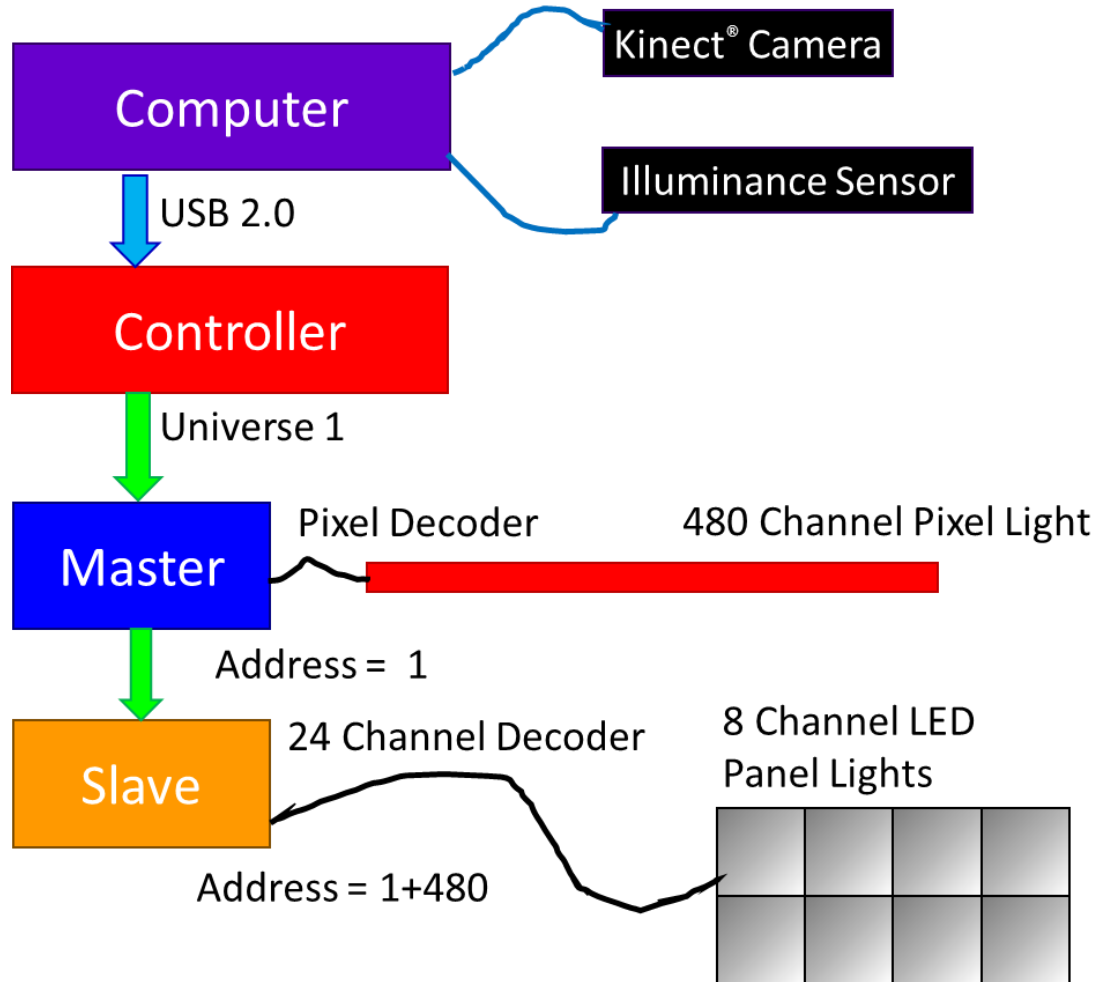 Kinect® Camera
Computer
Illuminance Sensor
USB 2.0
Controller
Universe 1
Pixel Decoder
480 Channel Pixel Light
Master
Address = 1
24 Channel Decoder
8 Channel LED
Panel Lights
Slave
Address = 1+480